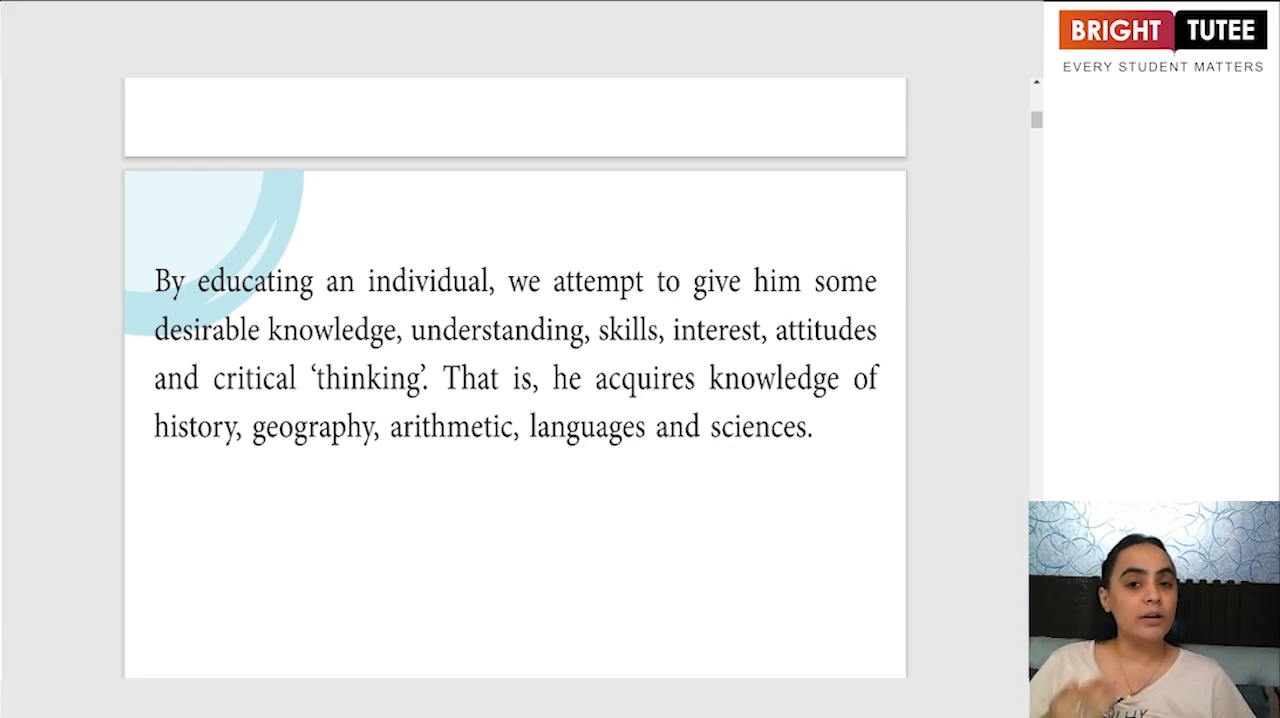 BRIGHT TUTEE
EVERY STUDENT MATTERS
By educating an individual, we attempt to give him some
desirable knowledge, understanding, skills, interest, attitudes
and critical ‘thinking’. That is, he acquires knowledge of
history, geography, arithmetic, languages and sciences.